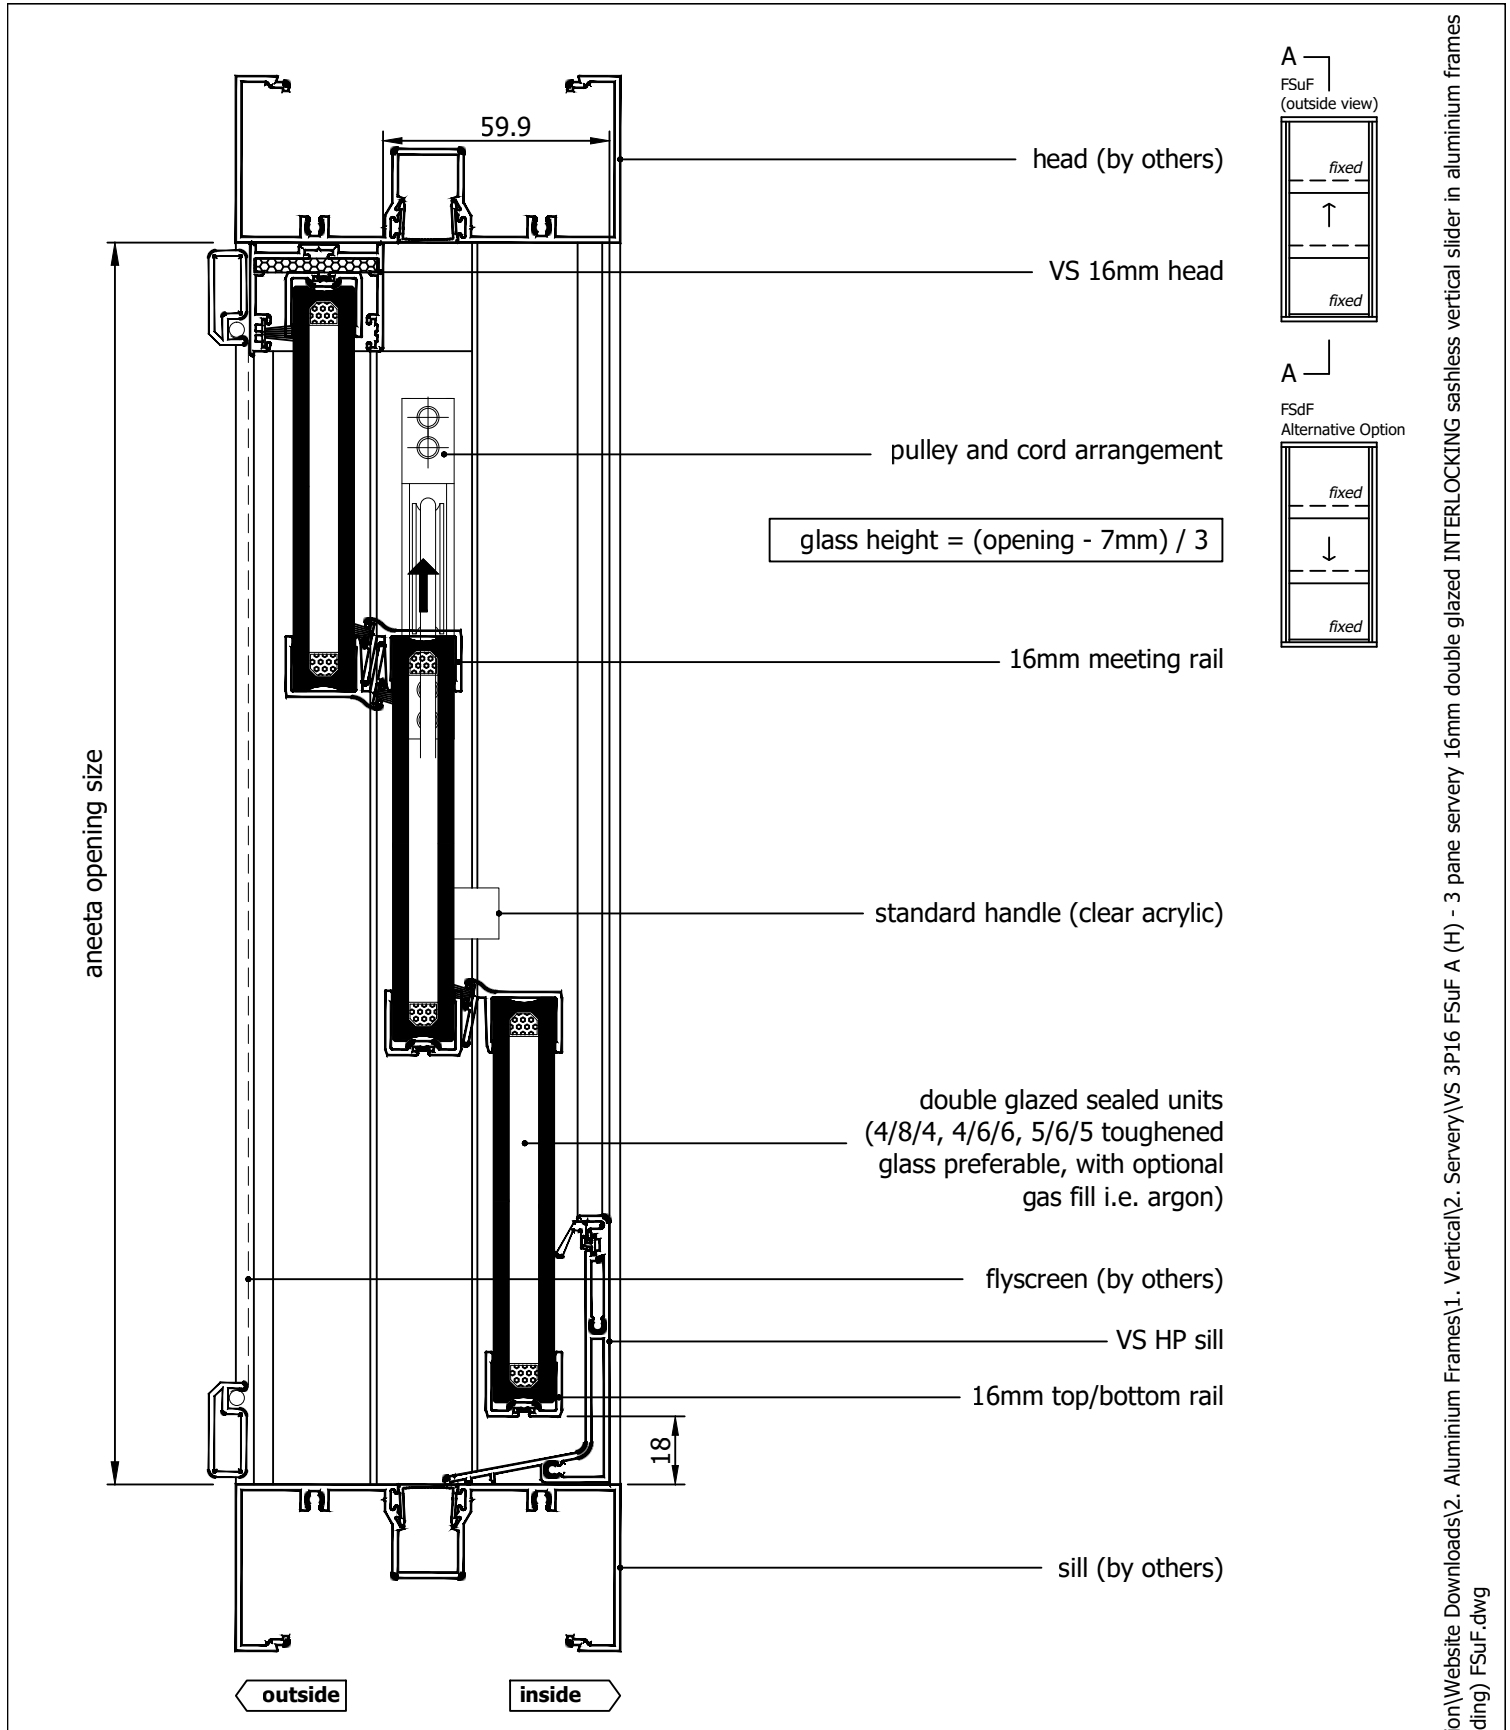 59.9
head (by others)
VS 16mm head
pulley and cord arrangement
glass height = (opening - 7mm) / 3
16mm meeting rail
aneeta opening size
standard handle (clear acrylic)
double glazed sealed units
(4/8/4, 4/6/6, 5/6/5 toughened
glass preferable, with optional
gas fill i.e. argon)
flyscreen (by others)
VS HP sill
16mm top/bottom rail
18
sill (by others)
outside
inside
A
FSuF
(outside view)
fixed
fixed
A
FSdF
Alternative Option
fixed
fixed
ion\Website Downloads\2. Aluminium Frames\1. Vertical\2. Servery\VS 3P16 FSuF A (H) - 3 pane servery 16mm double glazed INTERLOCKING sashless vertical slider in aluminium frames
ding) FSuF.dwg